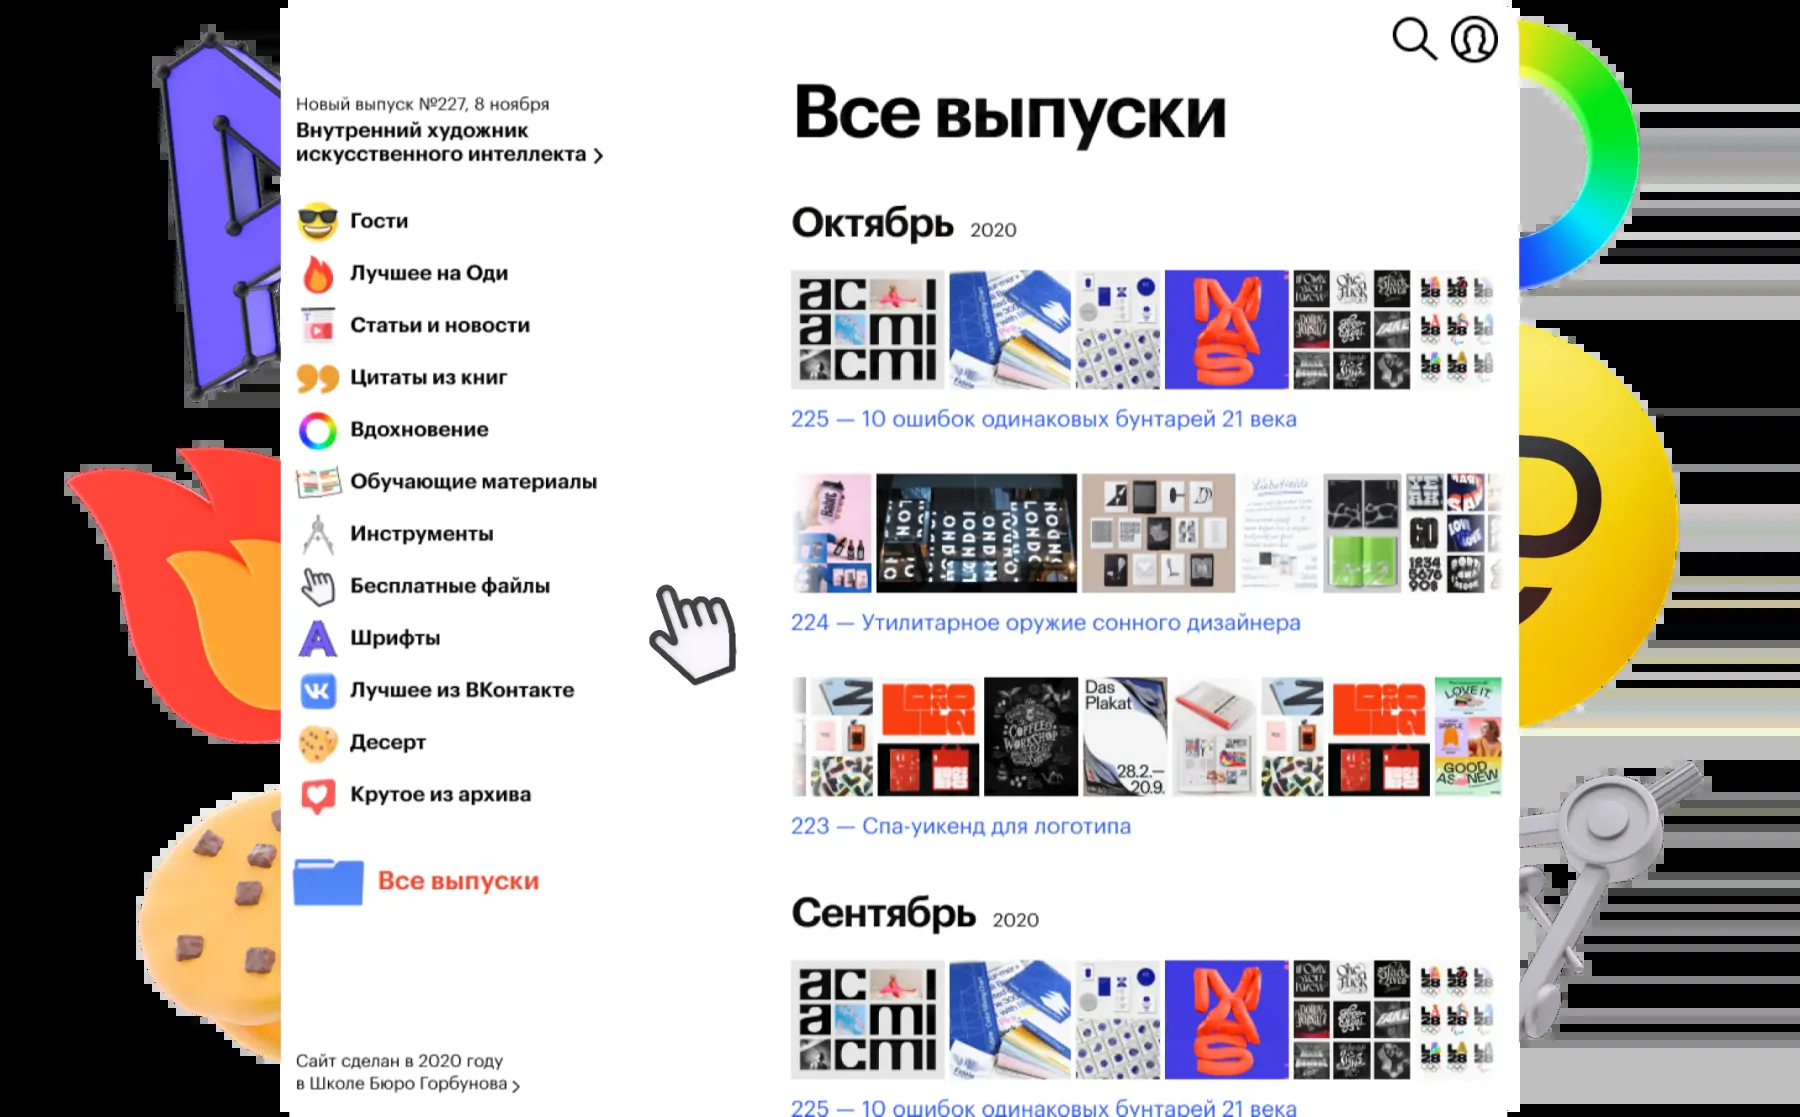 Новый выпуск №227, 8 ноября
Внутренний художник
искусственного интеллекта
Гости
Лучшее на Оди
Статьи и новости
Цитаты из книг
Вдохновение
Обучающие материалы
Инструменты
Бесплатные файлы
Шрифты
Лучшее из ВКонтакте
Десерт
Крутое из архива
Все выпуски
Сайт сделан в 2020 году
в Школе Бюро Горбунова
Все выпуски
Октябрь 2020
225 — 10 ошибок одинаковых бунтарей 21 века
224 — Утилитарное оружие сонного дизайнера
Das
Plakat
28.2.–
20.9.
COFFEE
WORKSHOP
LOVE IT
GOOD
AS NEW
223 — Спа-уикенд для логотипа
Сентябрь 2020
225 — 10 ошибок одинаковых бунтарей 21 века